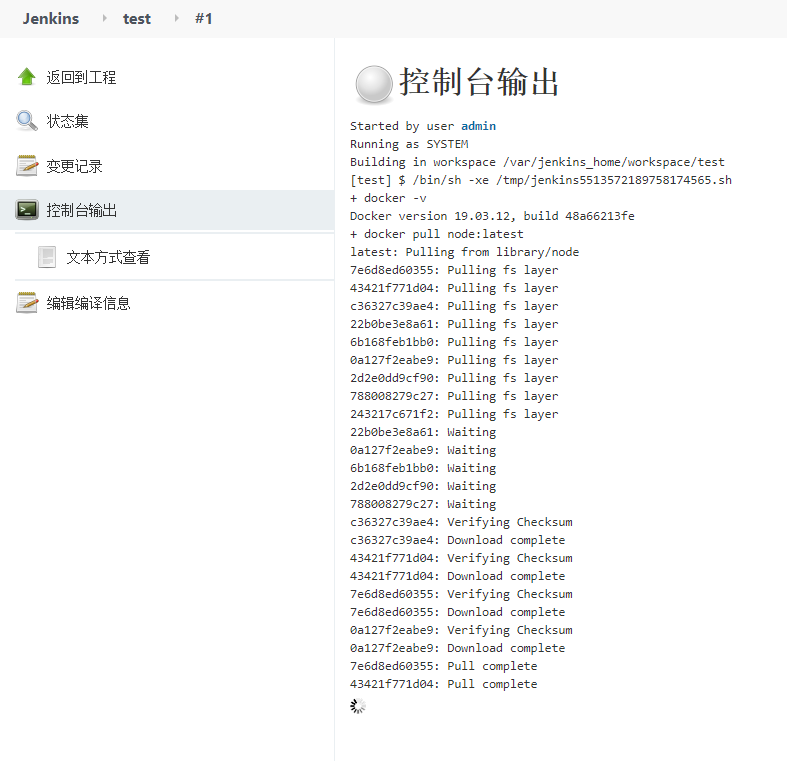 Jenkins test #1
返回到工程
状态集
变更记录
控制台输出
文本方式查看
编辑编译信息
控制台输出
Started by user admin
Running as SYSTEM
Building in workspace /var/jenkins_home/workspace/test
[test] $ /bin/sh -xe /tmp/jenkins5513572189758174565.sh
+ docker -v
Docker version 19.03.12, build 48a66213fe
+ docker pull node:latest
latest: Pulling from library/node
7e6d8ed60355: Pulling fs layer
43421f771d04: Pulling fs layer
c36327c39ae4: Pulling fs layer
22b0be3e8a61: Pulling fs layer
6b168feb1bb0: Pulling fs layer
0a127f2eabe9: Pulling fs layer
2d2e0dd9cf90: Pulling fs layer
788008279c27: Pulling fs layer
243217c671f2: Pulling fs layer
22b0be3e8a61: Waiting
0a127f2eabe9: Waiting
6b168feb1bb0: Waiting
2d2e0dd9cf90: Waiting
788008279c27: Waiting
c36327c39ae4: Verifying Checksum
c36327c39ae4: Download complete
43421f771d04: Verifying Checksum
43421f771d04: Download complete
7e6d8ed60355: Verifying Checksum
7e6d8ed60355: Download complete
0a127f2eabe9: Verifying Checksum
0a127f2eabe9: Download complete
7e6d8ed60355: Pull complete
43421f771d04: Pull complete